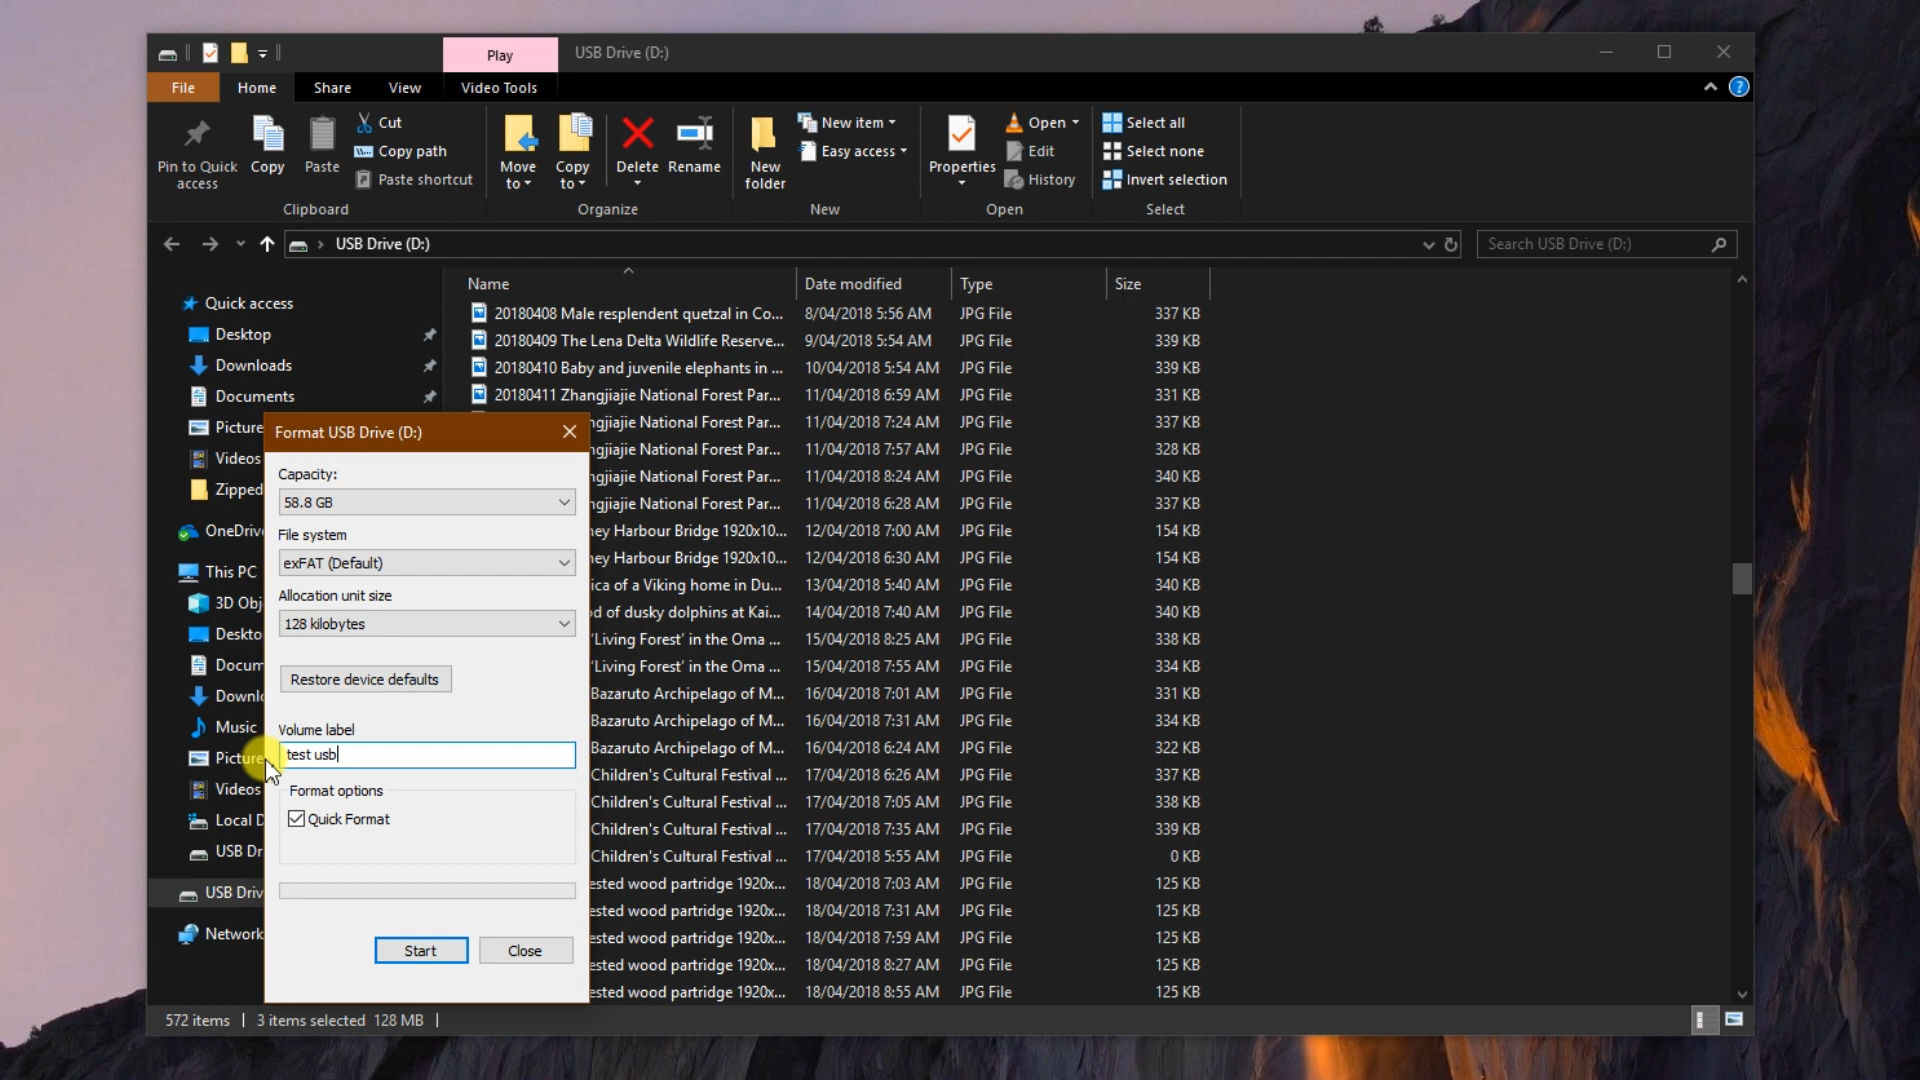 Play
USB Drive (D:)
File
Home
Share
View
Video Tools
Pin to Quick access
Copy
Paste
Cut
Copy path
Paste shortcut
Clipboard
Move to
Copy to
Delete
Rename
Organize
New folder
New item
Easy access
New
Properties
Open
Edit
History
Open
Select all
Select none
Invert selection
Select
USB Drive (D:)
Search USB Drive (D:)
Name
Date modified
Type
Size
Quick access
Desktop
Downloads
Documents
Picture
Videos
Zipped
OneDriv
This PC
3D Obj
Deskto
Docum
Downlo
Music
Picture
Videos
Local D
USB Dr
USB Driv
Network
20180408 Male resplendent quetzal in Co... 8/04/2018 5:56 AM JPG File 337 KB
20180409 The Lena Delta Wildlife Reserve... 9/04/2018 5:54 AM JPG File 339 KB
20180410 Baby and juvenile elephants in ... 10/04/2018 5:54 AM JPG File 339 KB
20180411 Zhangjiajie National Forest Par... 11/04/2018 6:59 AM JPG File 331 KB
ngjiajie National Forest Par... 11/04/2018 7:24 AM JPG File 337 KB
ngjiajie National Forest Par... 11/04/2018 7:57 AM JPG File 328 KB
ngjiajie National Forest Par... 11/04/2018 8:24 AM JPG File 340 KB
ngjiajie National Forest Par... 11/04/2018 6:28 AM JPG File 337 KB
ney Harbour Bridge 1920x10... 12/04/2018 7:00 AM JPG File 154 KB
ney Harbour Bridge 1920x10... 12/04/2018 6:30 AM JPG File 154 KB
ica of a Viking home in Du... 13/04/2018 5:40 AM JPG File 340 KB
od of dusky dolphins at Kai... 14/04/2018 7:40 AM JPG File 340 KB
'Living Forest' in the Oma ... 15/04/2018 8:25 AM JPG File 338 KB
'Living Forest' in the Oma ... 15/04/2018 7:55 AM JPG File 334 KB
Bazaruto Archipelago of M... 16/04/2018 7:01 AM JPG File 331 KB
Bazaruto Archipelago of M... 16/04/2018 7:31 AM JPG File 334 KB
Bazaruto Archipelago of M... 16/04/2018 6:24 AM JPG File 322 KB
Children's Cultural Festival ... 17/04/2018 6:26 AM JPG File 337 KB
Children's Cultural Festival ... 17/04/2018 7:05 AM JPG File 338 KB
Children's Cultural Festival ... 17/04/2018 7:35 AM JPG File 339 KB
Children's Cultural Festival ... 17/04/2018 5:55 AM JPG File 0 KB
ested wood partridge 1920x... 18/04/2018 7:03 AM JPG File 125 KB
ested wood partridge 1920x... 18/04/2018 7:31 AM JPG File 125 KB
ested wood partridge 1920x... 18/04/2018 7:59 AM JPG File 125 KB
ested wood partridge 1920x... 18/04/2018 8:27 AM JPG File 125 KB
ested wood partridge 1920x... 18/04/2018 8:55 AM JPG File 125 KB
Format USB Drive (D:)
Capacity:
58.8 GB
File system
exFAT (Default)
Allocation unit size
128 kilobytes
Restore device defaults
Volume label
test usb
Format options
Quick Format
Start
Close
572 items
3 items selected 128 MB